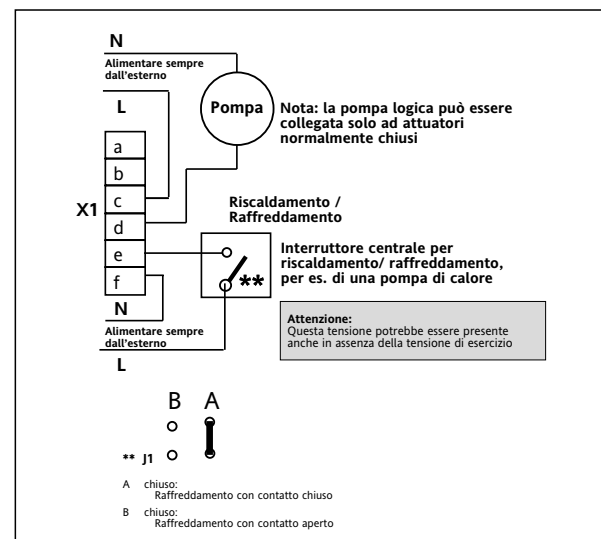 N
Alimentare sempre
dall'esterno
L
Pompa
Nota: la pompa logica può essere
collegata solo ad attuatori
normalmente chiusi
X1
a
b
c
d
e
f
Riscaldamento /
Raffreddamento
**
Interruttore centrale per
riscaldamento/ raffreddamento,
per es. di una pompa di calore
N
Alimentare sempre
dall'esterno
L
Attenzione:
Questa tensione potrebbe essere presente
anche in assenza della tensione di esercizio
B A
** J1
A chiuso:
Raffreddamento con contatto chiuso
B chiuso:
Raffreddamento con contatto aperto